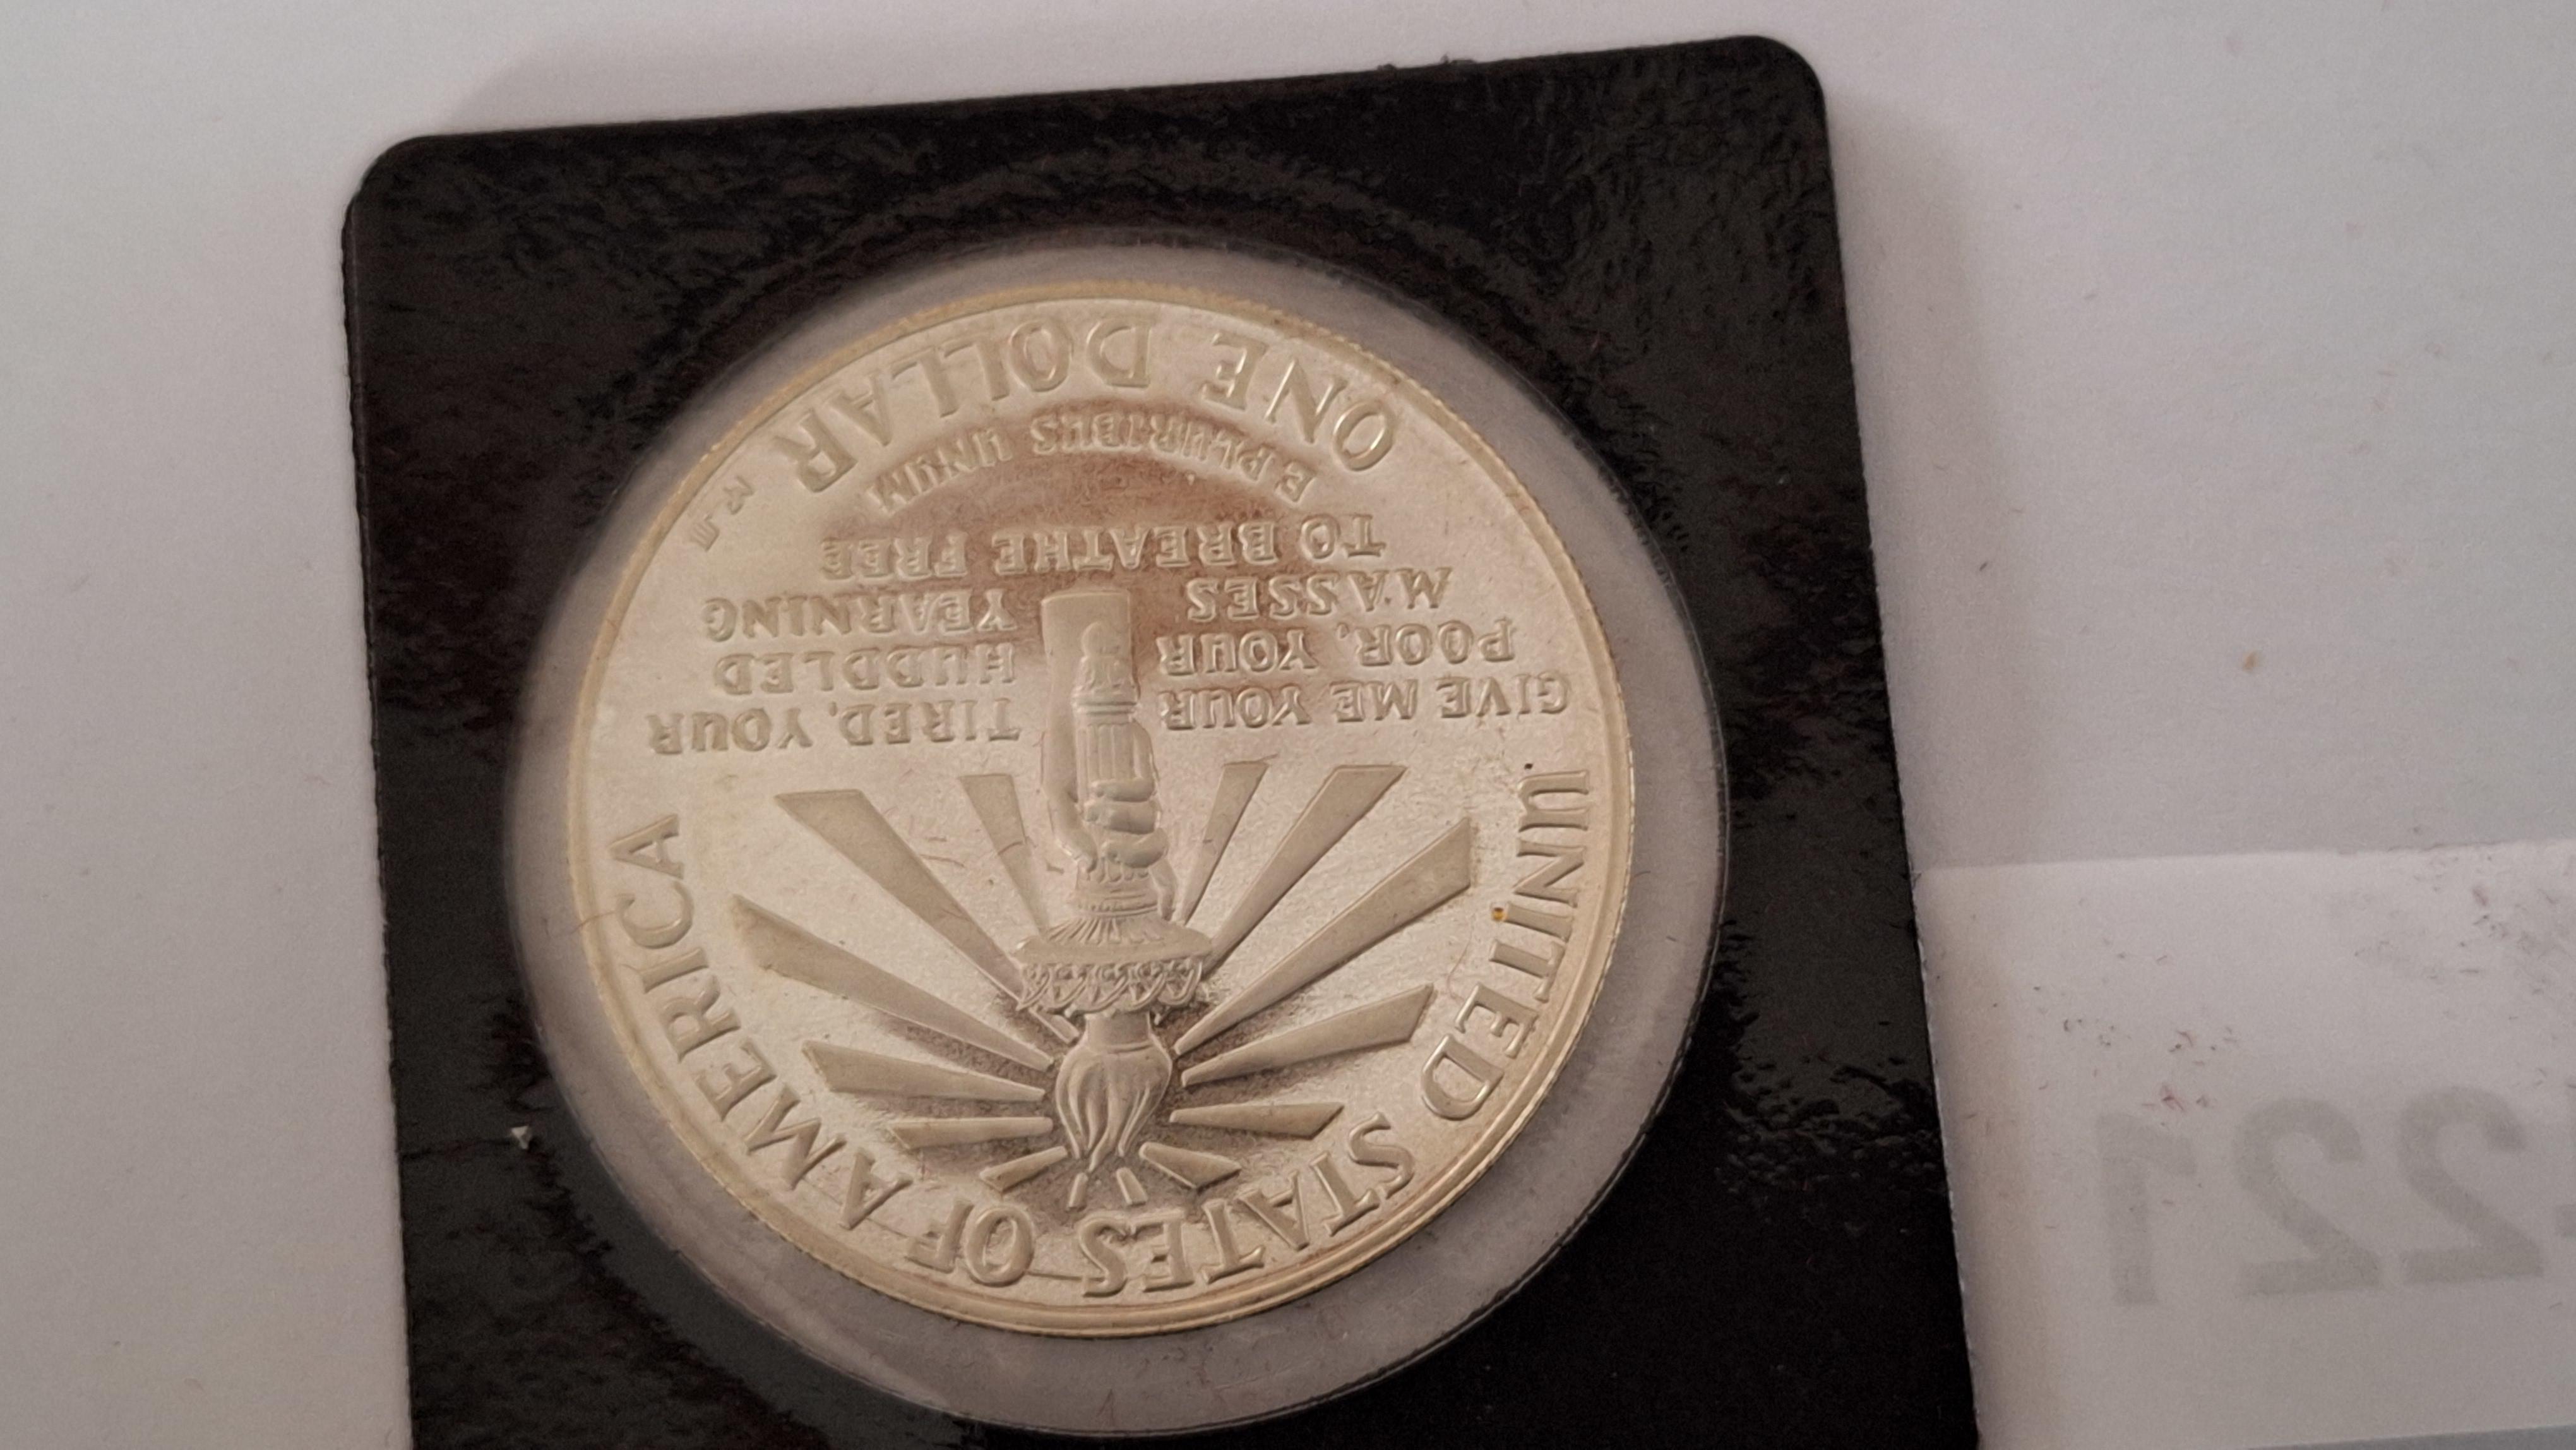 UNITED STATES OF AMERICA
GIVE ME YOUR TIRED, YOUR
POOR, YOUR HUDDLED
MASSES YEARNING
TO BREATHE FREE
E PLURIBUS UNUM
ONE DOLLAR
221